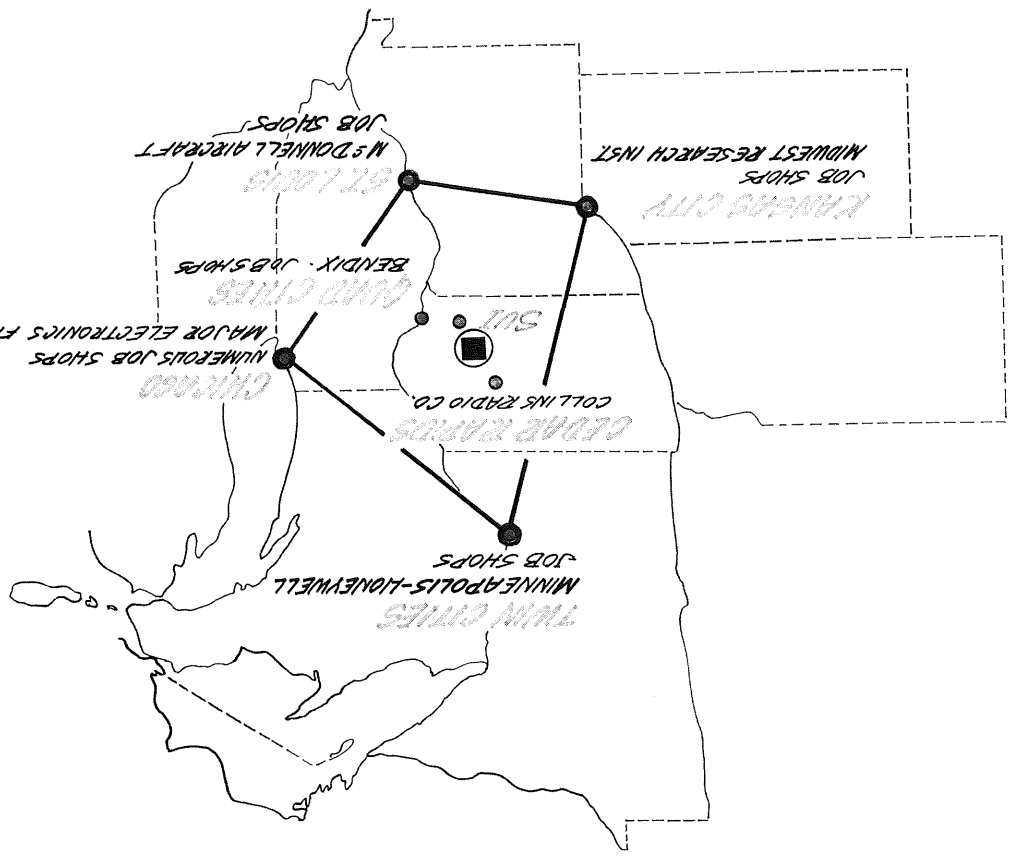 TWIN CITIES
MINNEAPOLIS-HONEYWELL
JOB SHOPS
CEDAR RAPIDS
COLLINS RADIO CO.
CHICAGO
NUMEROUS JOB SHOPS
MAJOR ELECTRONICS
SUI
QUAD CITIES
BENDIX · JOB SHOPS
KANSAS CITY
JOB SHOPS
MIDWEST RESEARCH INST.
ST. LOUIS
McDONNELL AIRCRAFT
JOB SHOPS